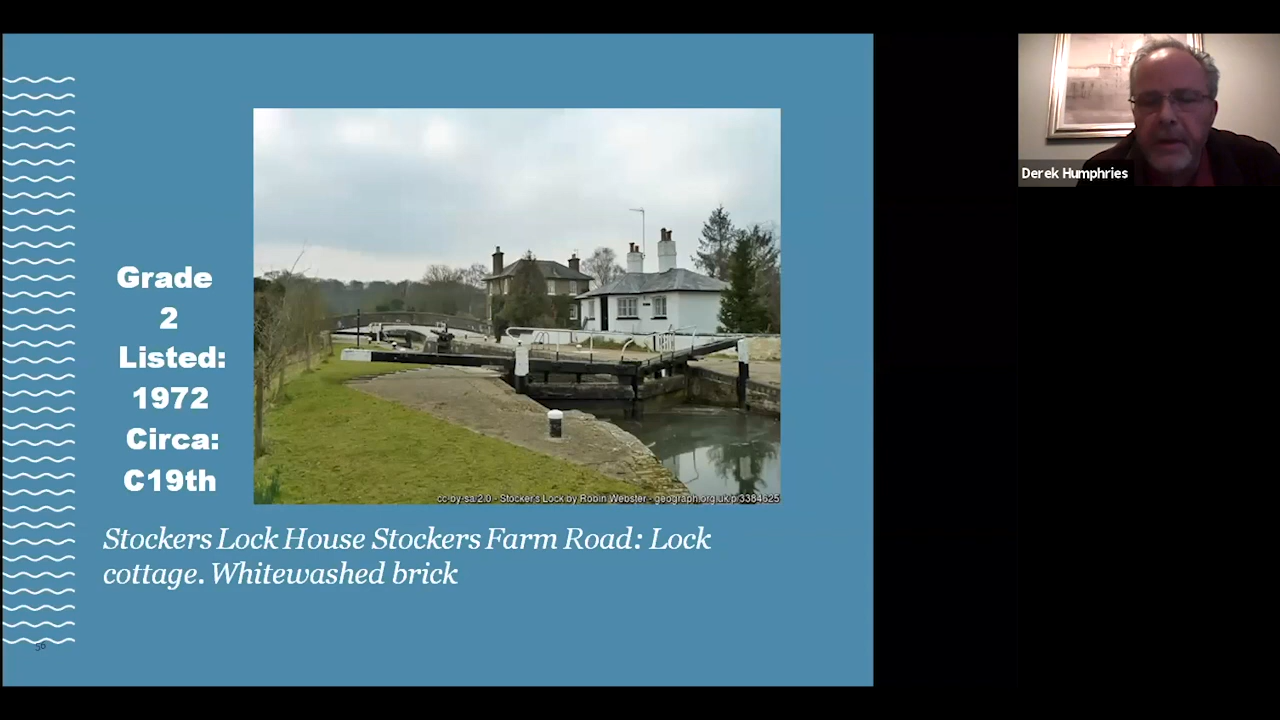 Grade
2
Listed:
1972
Circa:
C19th
cc-by-sa/2.0 - Stocker's Lock by Robin Webster - geograph.org.uk/p/3384625
Stockers Lock House Stockers Farm Road: Lock
cottage. Whitewashed brick
56
Derek Humphries